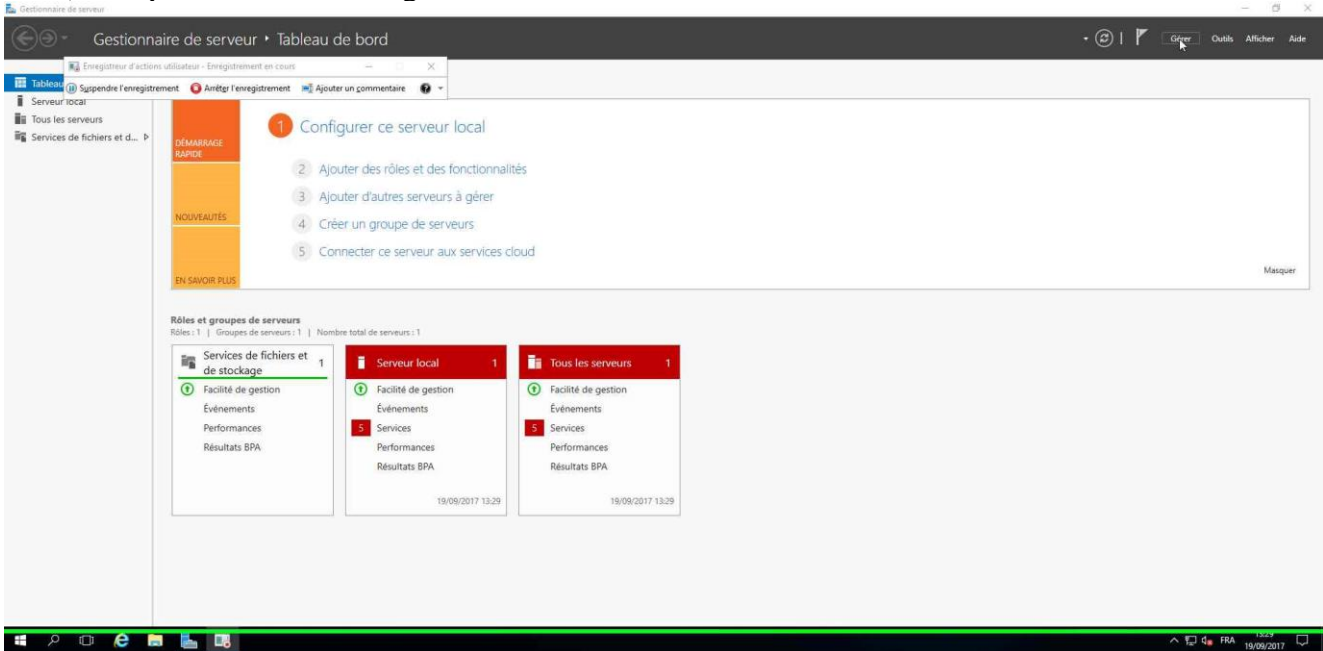 Gestionnaire de serveur
Gestionnaire de serveur • Tableau de bord
Gérer Outils Afficher Aide
Enregistreur d'actions utilisateur - Enregistrement en cours
Suspendre l'enregistrement Arrêter l'enregistrement Ajouter un commentaire
Tableau
Serveur local
Tous les serveurs
Services de fichiers et d...
DÉMARRAGE
RAPIDE
NOUVEAUTÉS
EN SAVOIR PLUS
1 Configurer ce serveur local
2 Ajouter des rôles et des fonctionnalités
3 Ajouter d'autres serveurs à gérer
4 Créer un groupe de serveurs
5 Connecter ce serveur aux services cloud
Masquer
Rôles et groupes de serveurs
Rôles : 1 | Groupes de serveurs : 1 | Nombre total de serveurs : 1
Services de fichiers et
de stockage
1
Facilité de gestion
Événements
Performances
Résultats BPA
Serveur local 1
Facilité de gestion
Événements
5 Services
Performances
Résultats BPA
19/09/2017 13:29
Tous les serveurs 1
Facilité de gestion
Événements
5 Services
Performances
Résultats BPA
19/09/2017 13:29
FRA
13:29
19/09/2017